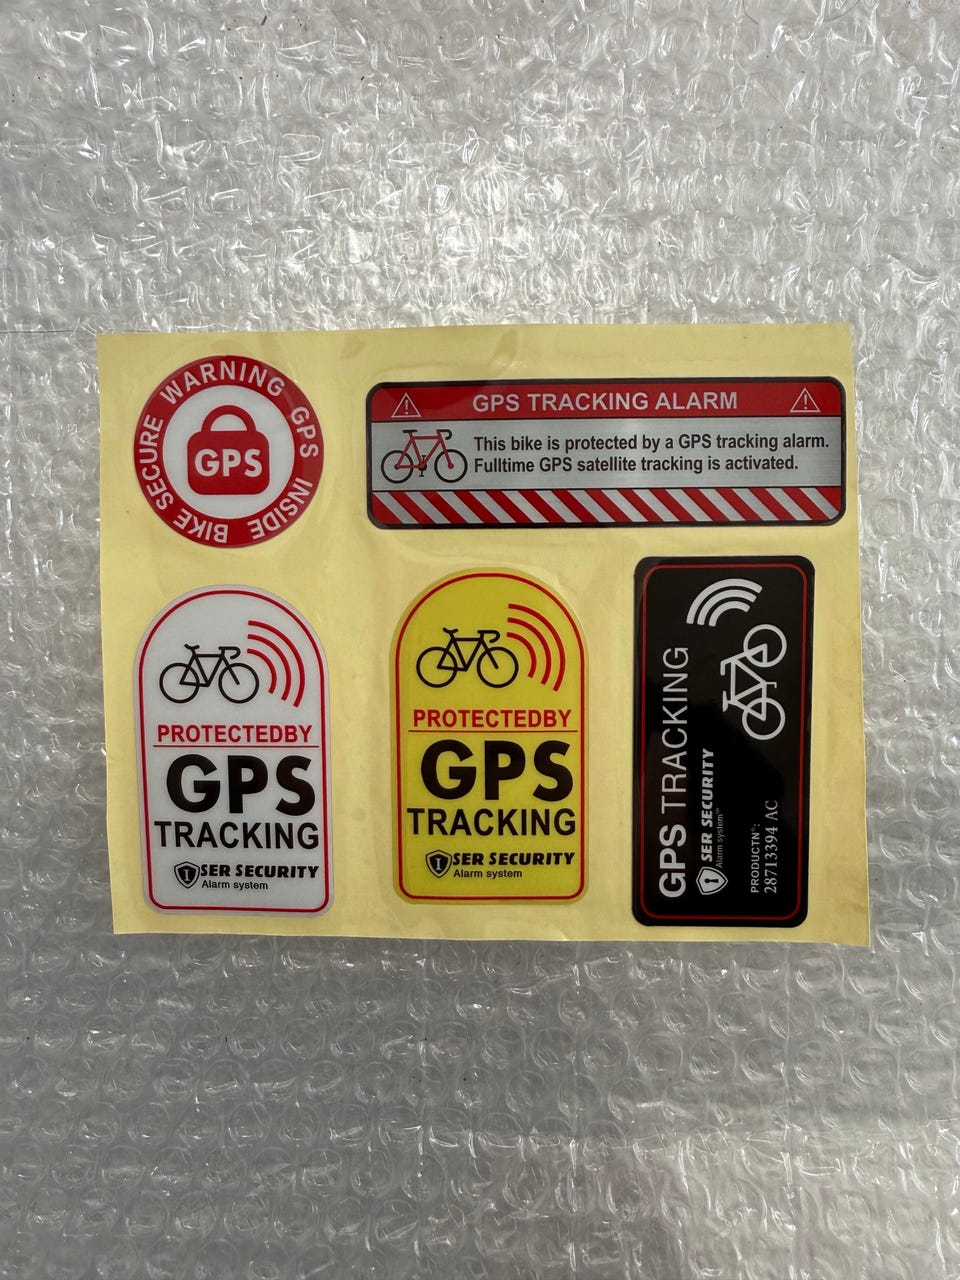 WARNING GPS INSIDE BIKE SECURE
GPS
GPS TRACKING ALARM
This bike is protected by a GPS tracking alarm.
Fulltime GPS satellite tracking is activated.
PROTECTEDBY
GPS
TRACKING
SER SECURITY
Alarm system
PROTECTEDBY
GPS
TRACKING
SER SECURITY
Alarm system
GPS TRACKING
SER SECURITY
Alarm system™
PRODUCTN°:
28713394 AC